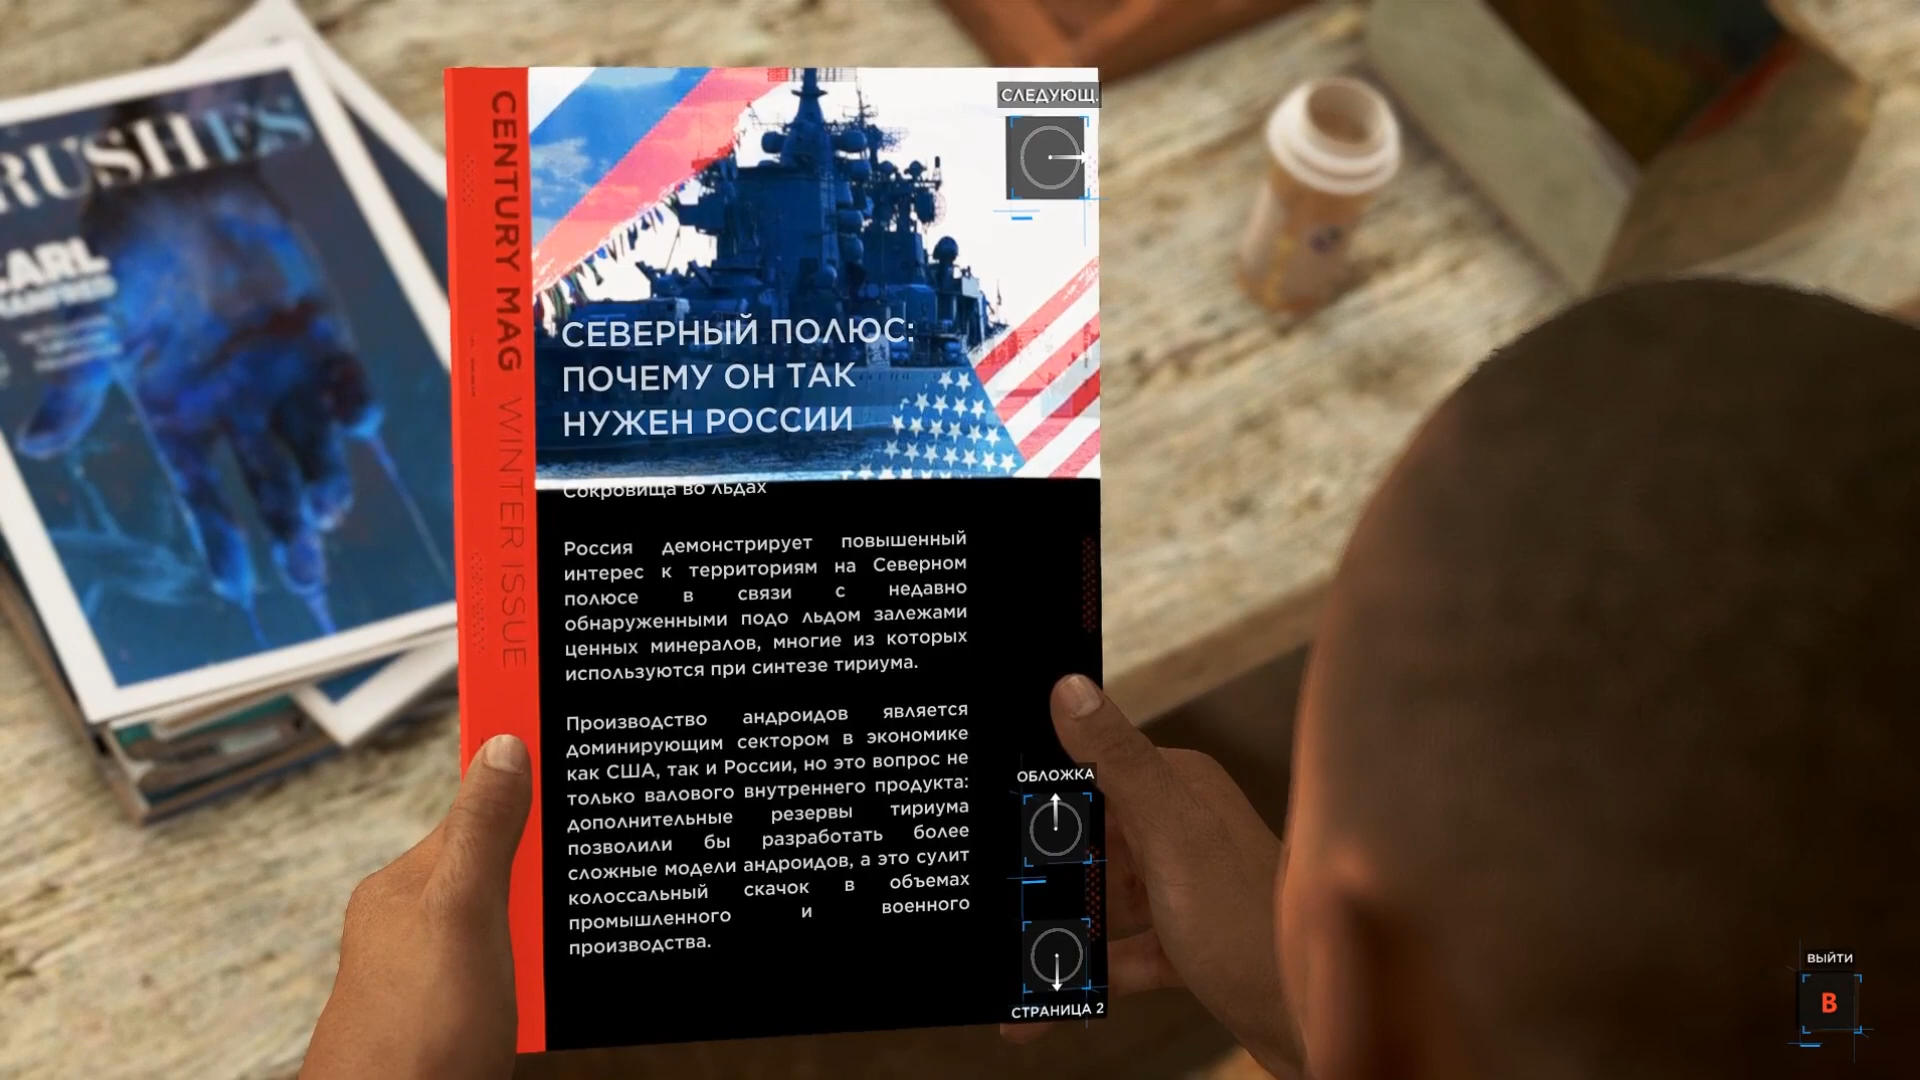 RUSHES
CARL
MANFRED
CENTURY MAG WINTER ISSUE
СЛЕДУЮЩ.
СЕВЕРНЫЙ ПОЛЮС:
ПОЧЕМУ ОН ТАК
НУЖЕН РОССИИ
Сокровища во льдах
Россия демонстрирует повышенный
интерес к территориям на Северном
полюсе в связи с недавно
обнаруженными подо льдом залежами
ценных минералов, многие из которых
используются при синтезе тириума.
Производство андроидов является
доминирующим сектором в экономике
как США, так и России, но это вопрос не
только валового внутреннего продукта:
дополнительные резервы тириума
позволили бы разработать более
сложные модели андроидов, а это сулит
колоссальный скачок в объемах
промышленного и военного
производства.
ОБЛОЖКА
СТРАНИЦА 2
ВЫЙТИ
B